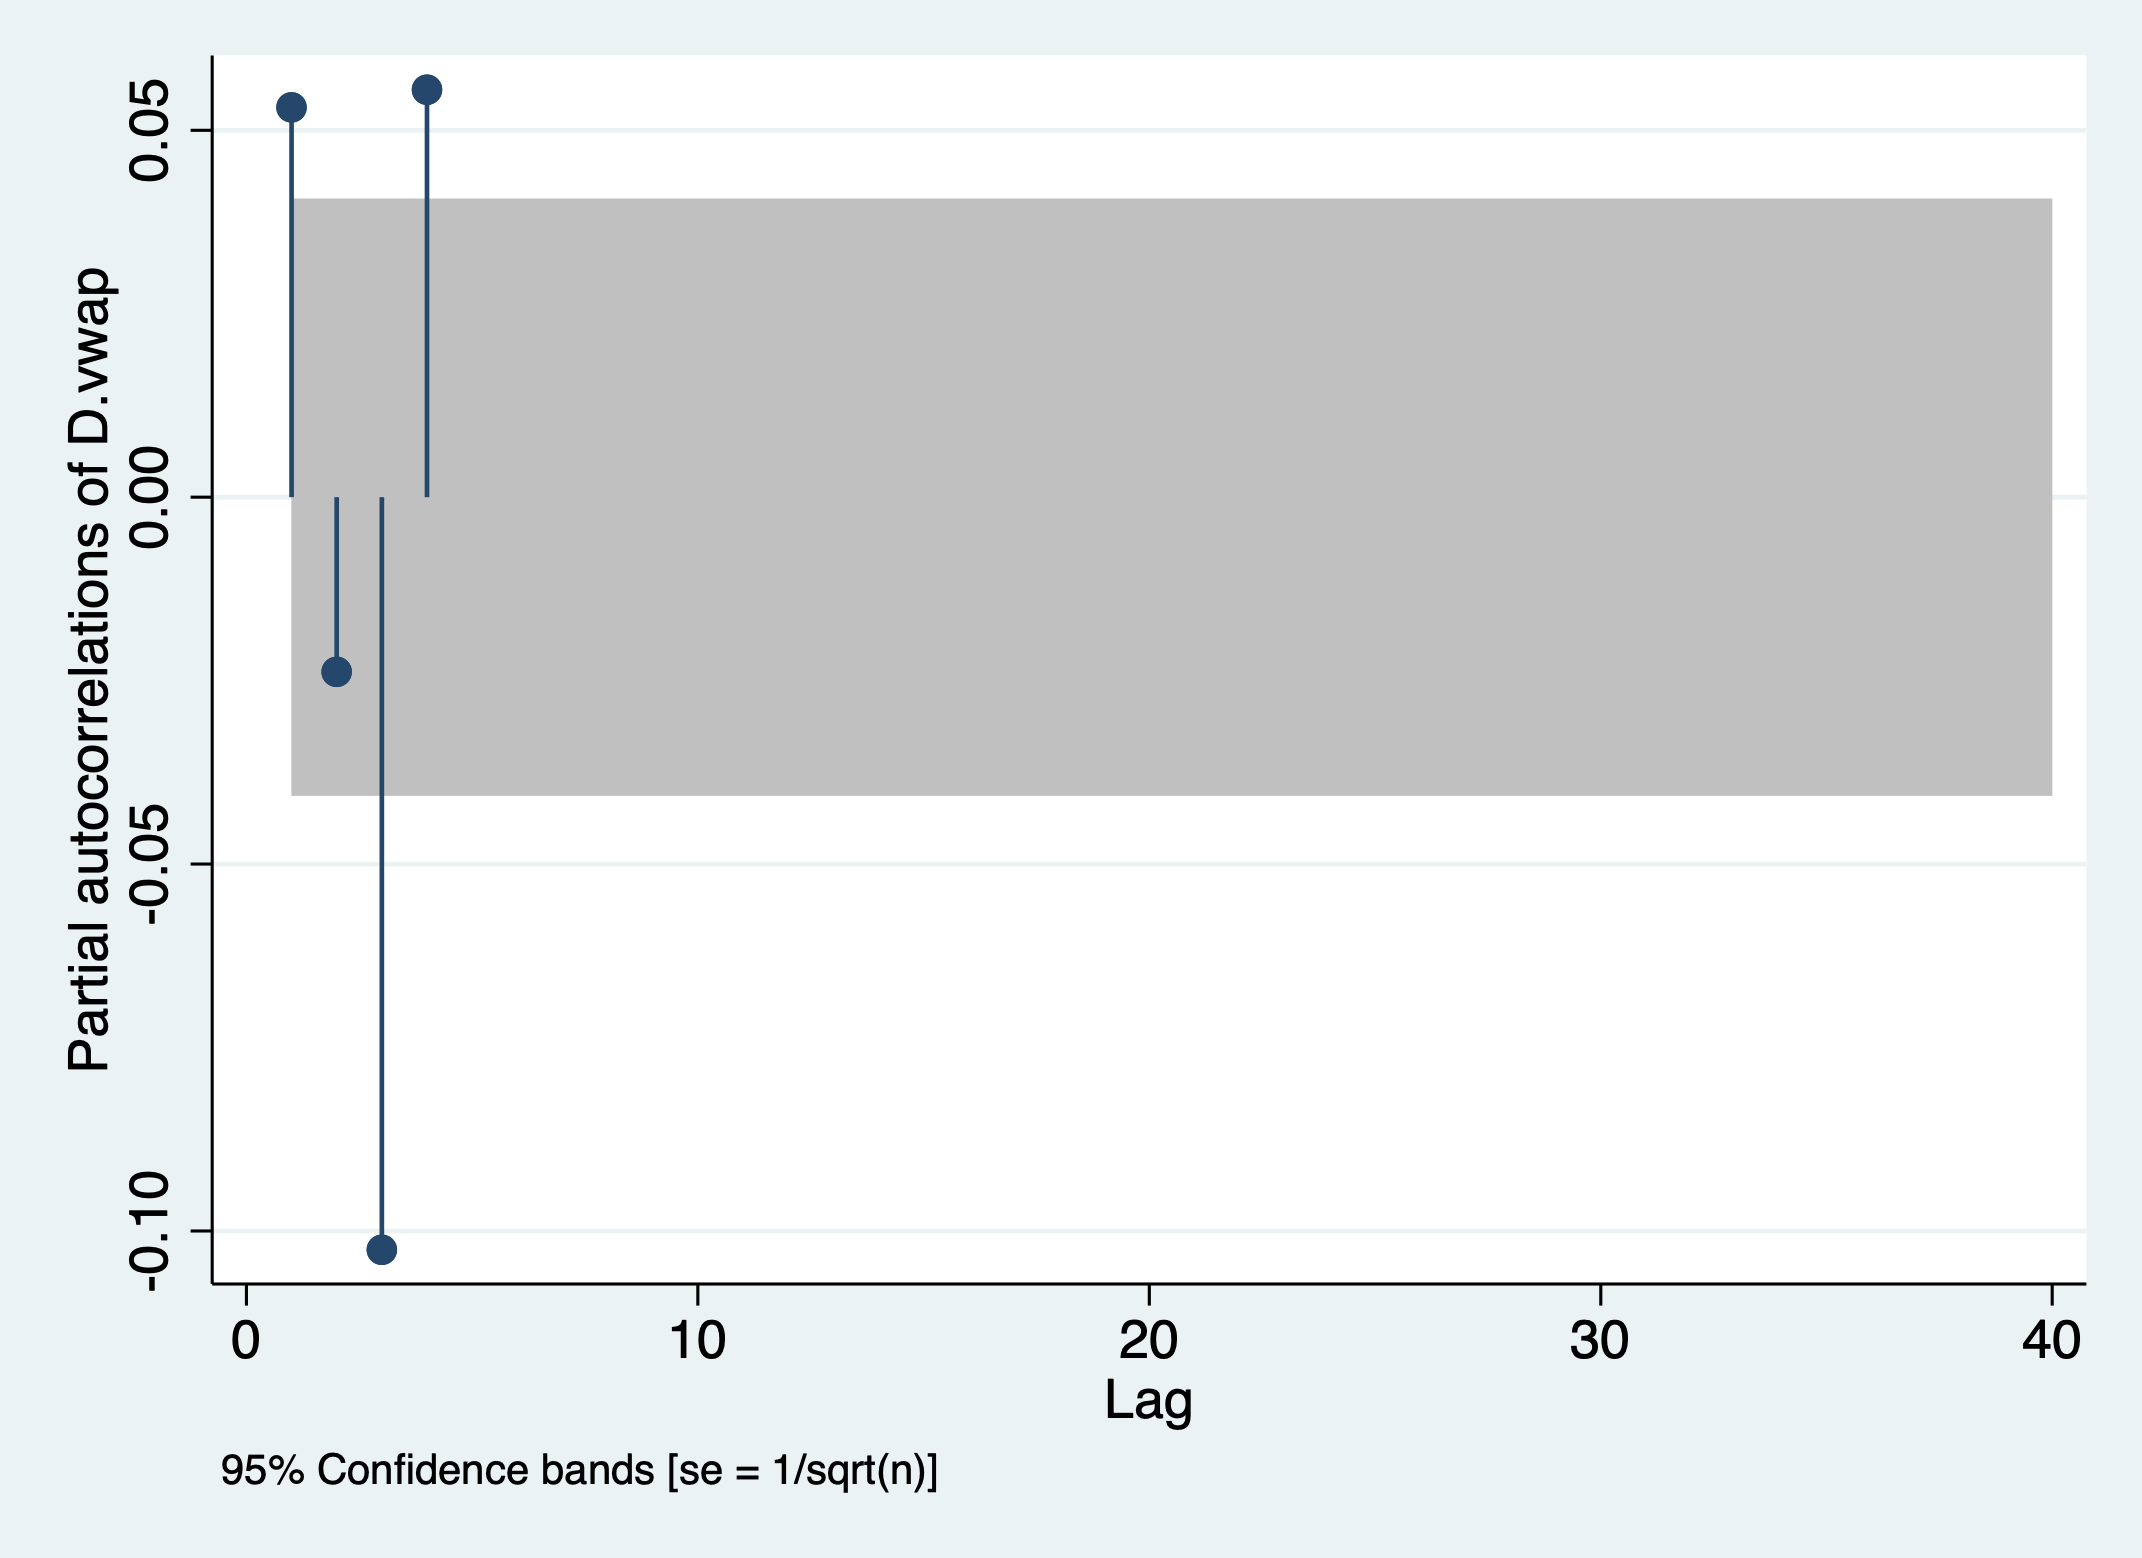 Partial autocorrelations of D.vwap
0.05
0.00
-0.05
-0.10
0 10 20 30 40
Lag
95% Confidence bands [se = 1/sqrt(n)]